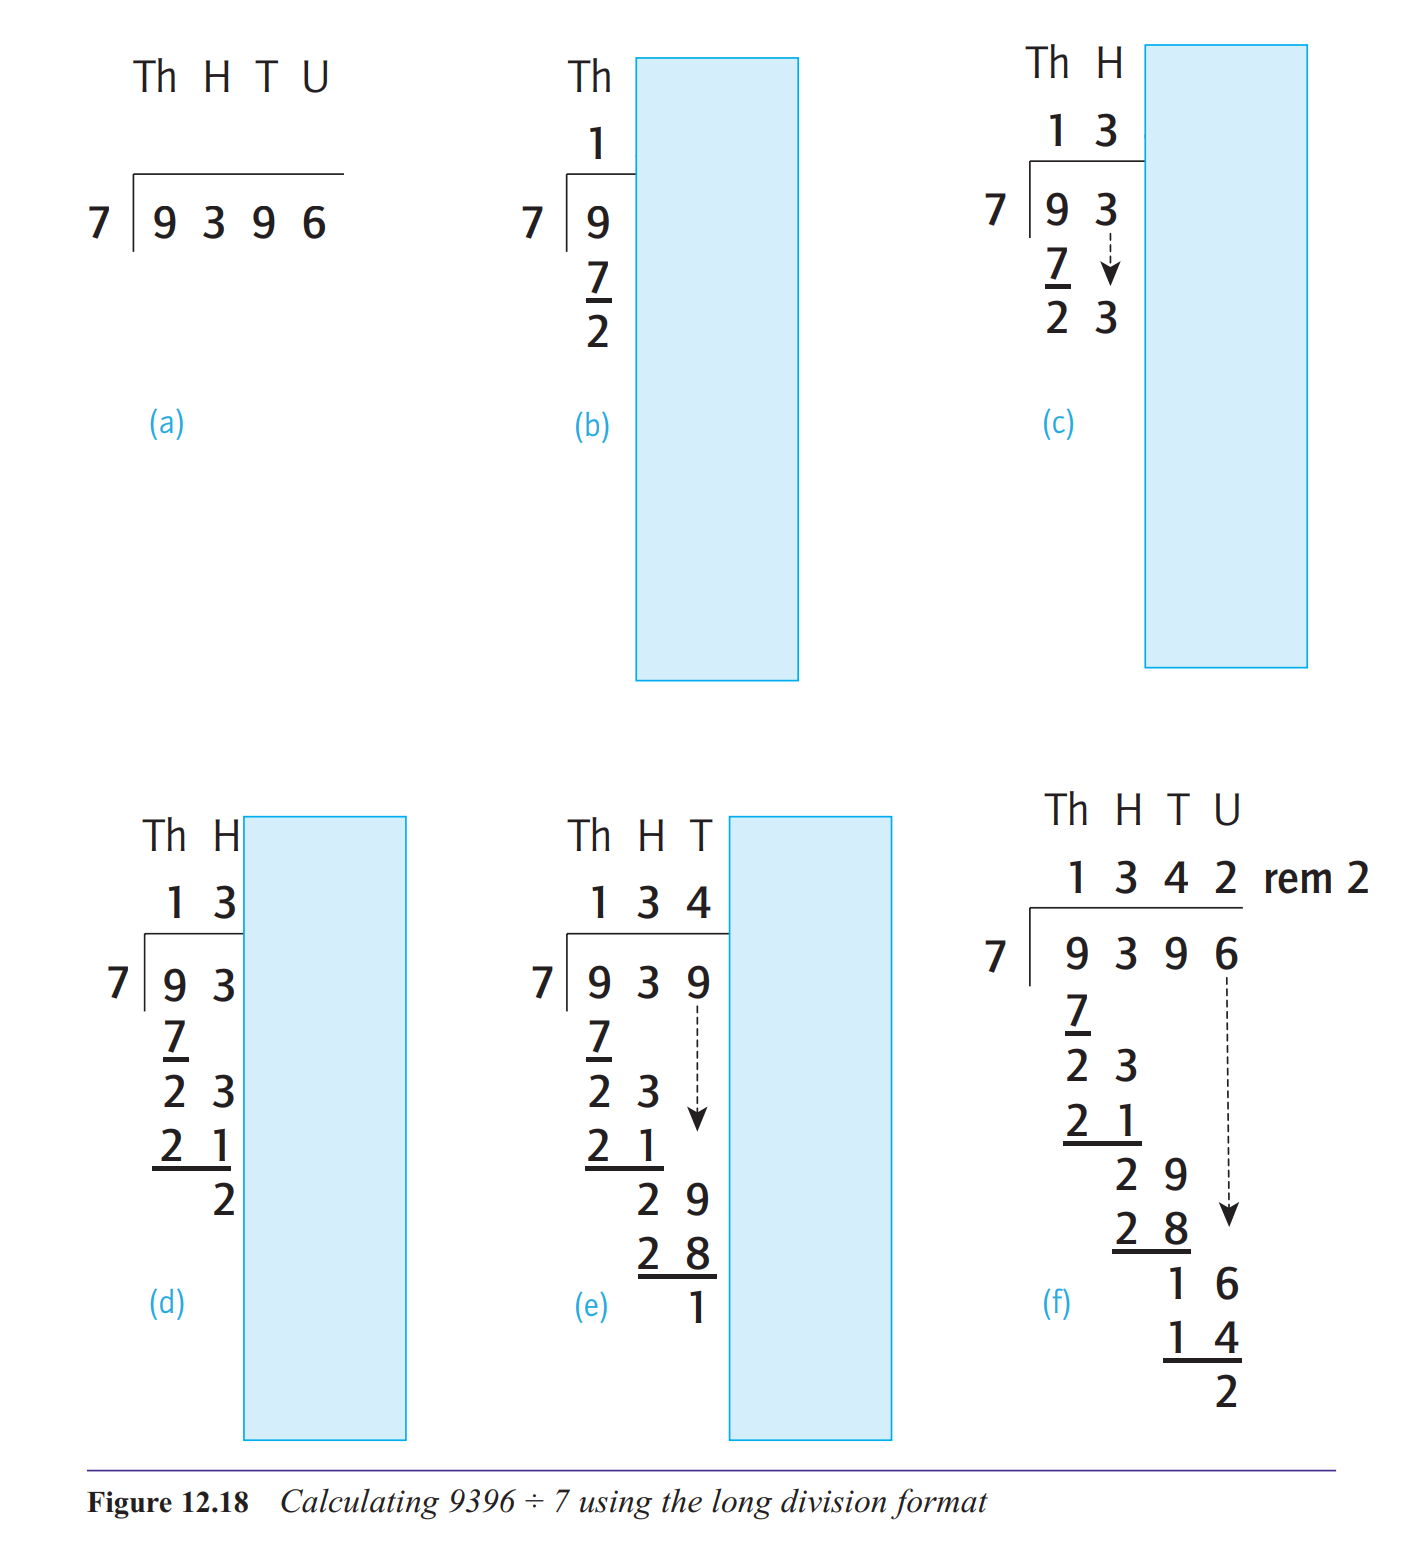 Th H T U
7 9 3 9 6
(a)
Th
1
7 9
7
2
(b)
Th H
1 3
7 9 3
7
2 3
(c)
Th H
1 3
7 9 3
7
2 3
2 1
2
(d)
Th H T
1 3 4
7 9 3 9
7
2 3
2 1
2 9
2 8
1
(e)
Th H T U
1 3 4 2 rem 2
7 9 3 9 6
7
2 3
2 1
2 9
2 8
1 6
1 4
2
(f)
Figure 12.18 Calculating 9396 ÷ 7 using the long division format